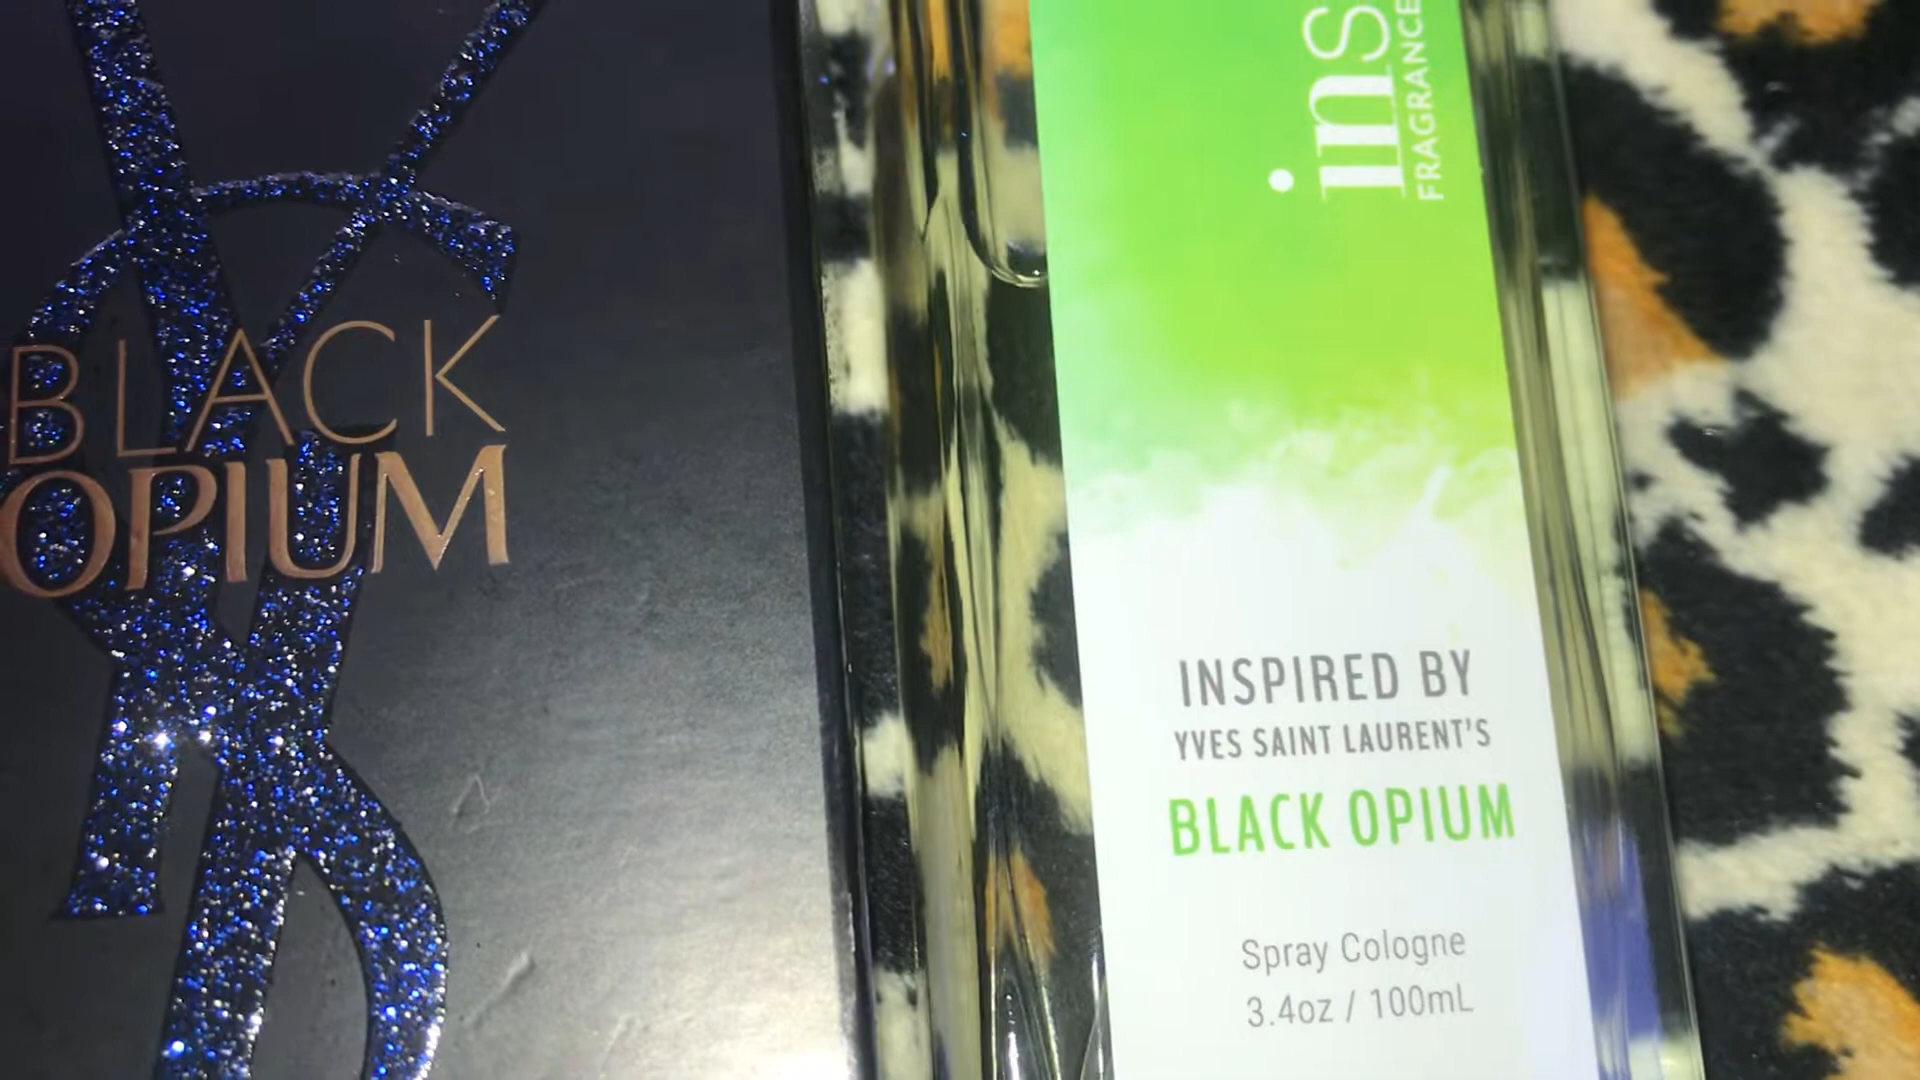 BLACK
OPIUM
ins
FRAGRANCE
INSPIRED BY
YVES SAINT LAURENT'S
BLACK OPIUM
Spray Cologne
3.4oz / 100mL